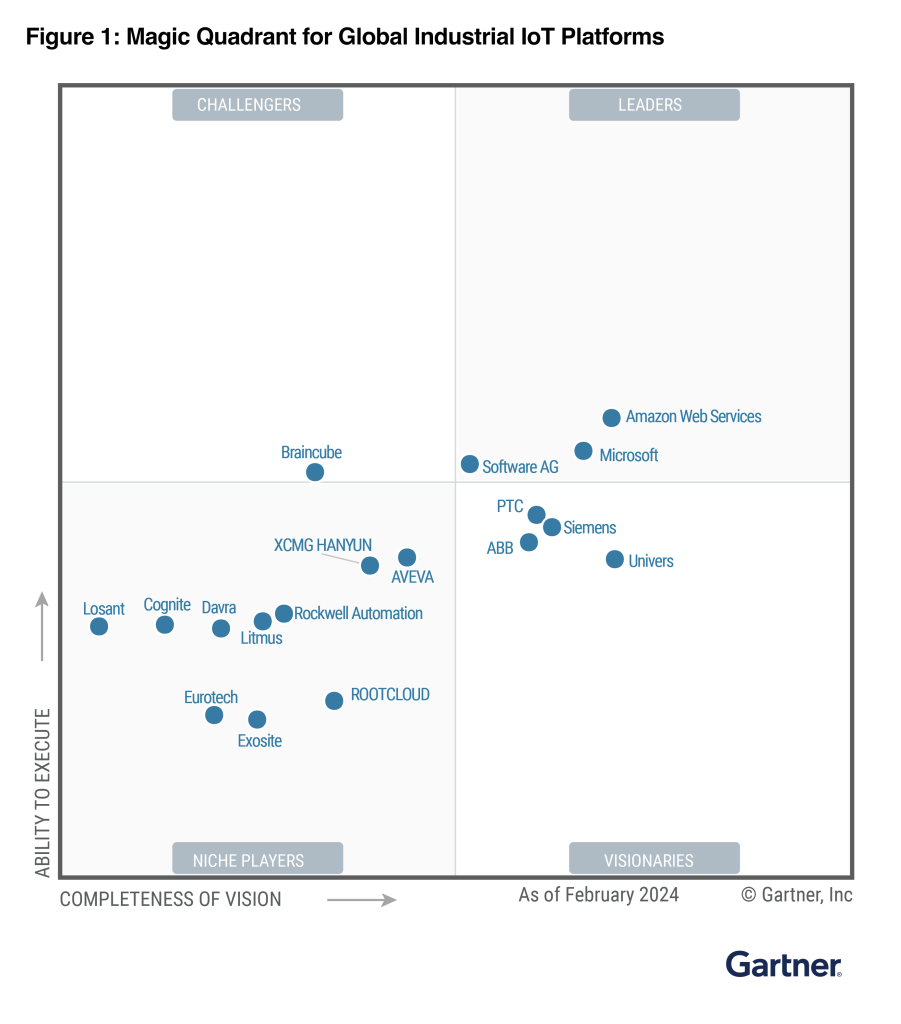 Figure 1: Magic Quadrant for Global Industrial IoT Platforms
CHALLENGERS
LEADERS
Amazon Web Services
Braincube
Microsoft
Software AG
PTC
Siemens
XCMG HANYUN
ABB
Univers
AVEVA
Losant
Cognite
Davra
Rockwell Automation
Litmus
Eurotech
ROOTCLOUD
Exosite
ABILITY TO EXECUTE
NICHE PLAYERS
VISIONARIES
COMPLETENESS OF VISION
As of February 2024
© Gartner, Inc
Gartner®